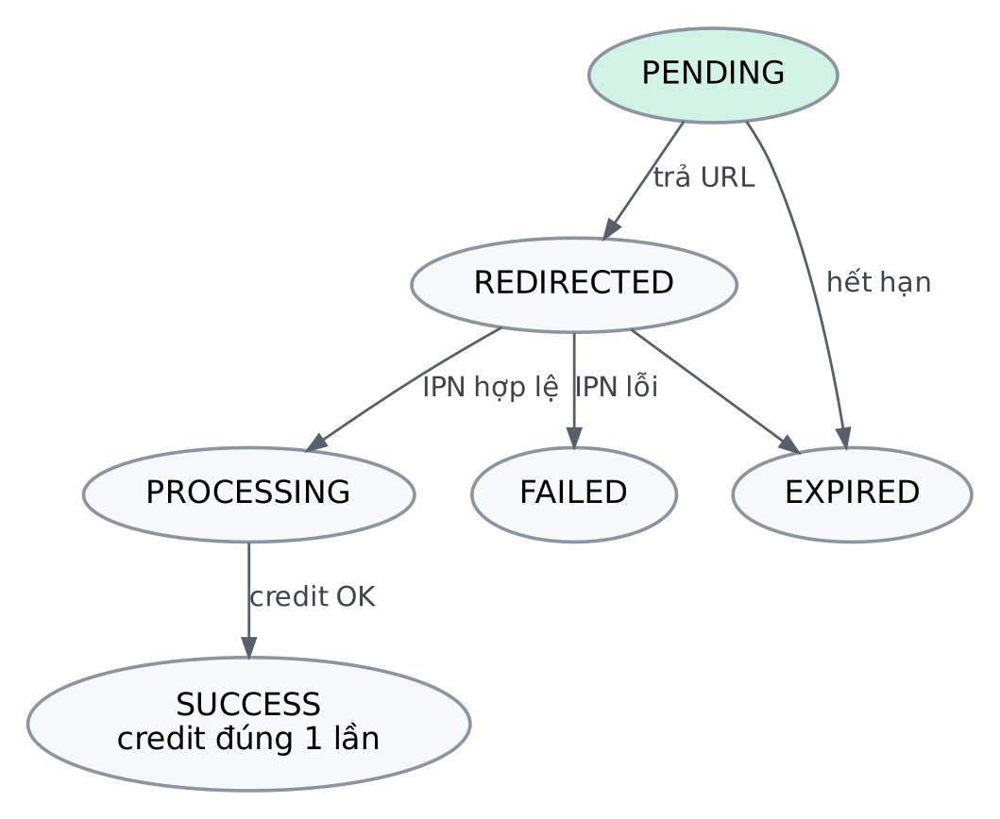 PENDING
trả URL
REDIRECTED
hết hạn
IPN hợp lệ
IPN lỗi
PROCESSING
FAILED
EXPIRED
credit OK
SUCCESS
credit đúng 1 lần